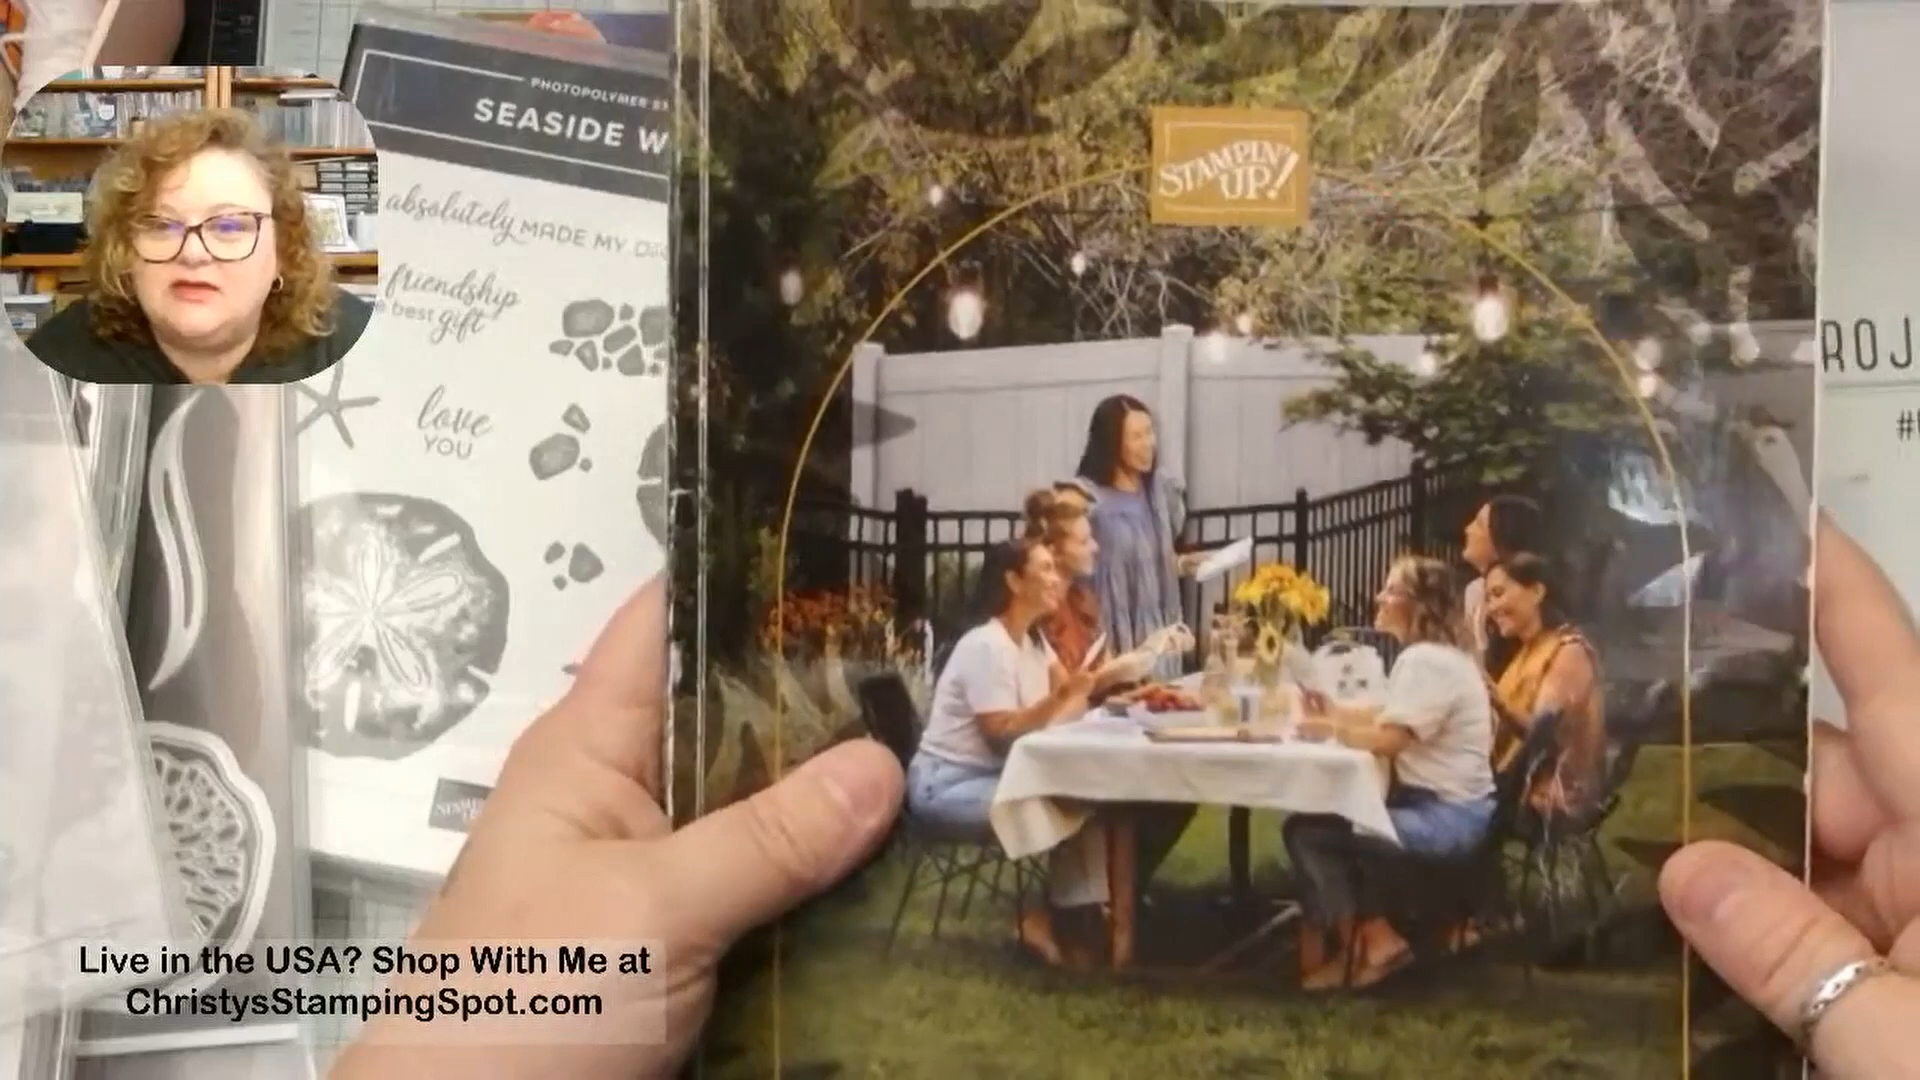 PHOTOPOLYMER
SEASIDE
absolutely MADE MY
friendship
best gift
love
YOU
STAMPIN'
UP!
ROJ
Live in the USA? Shop With Me at
ChristysStampingSpot.com